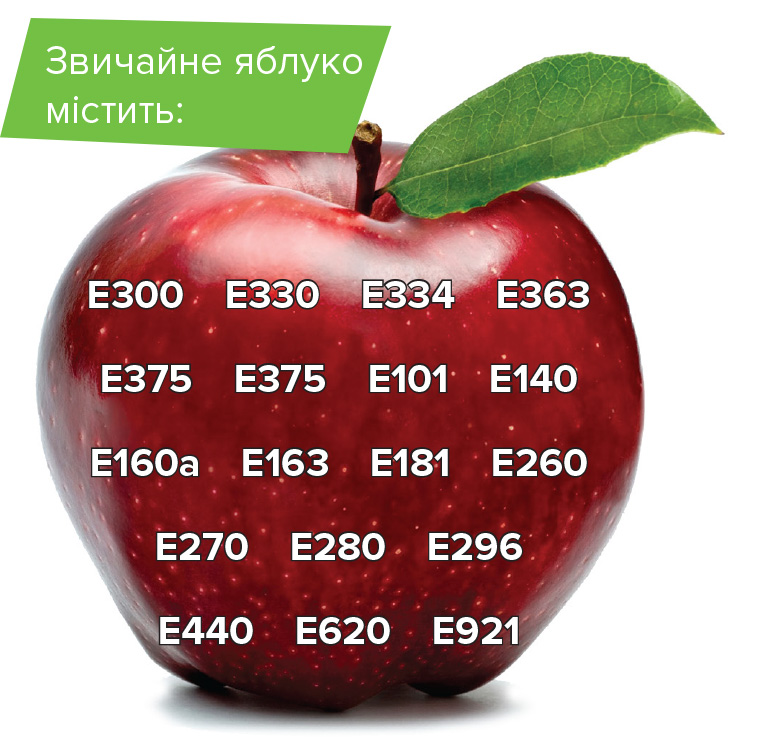 Звичайне яблуко
містить:
E300 E330 E334 E363
E375 E375 E101 E140
E160a E163 E181 E260
E270 E280 E296
E440 E620 E921